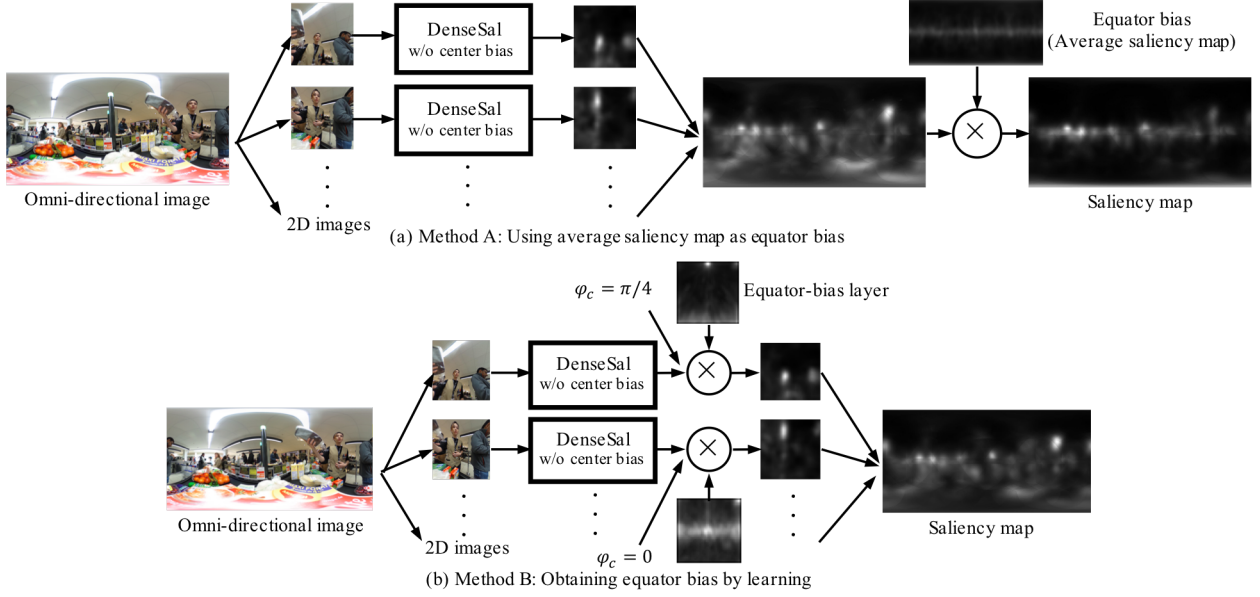 DenseSal
w/o center bias
Equator bias
(Average saliency map)
DenseSal
w/o center bias
×
Omni-directional image
2D images
Saliency map
(a) Method A: Using average saliency map as equator bias
φ_c = π/4
Equator-bias layer
DenseSal
w/o center bias
×
DenseSal
w/o center bias
×
Omni-directional image
2D images
φ_c = 0
Saliency map
(b) Method B: Obtaining equator bias by learning